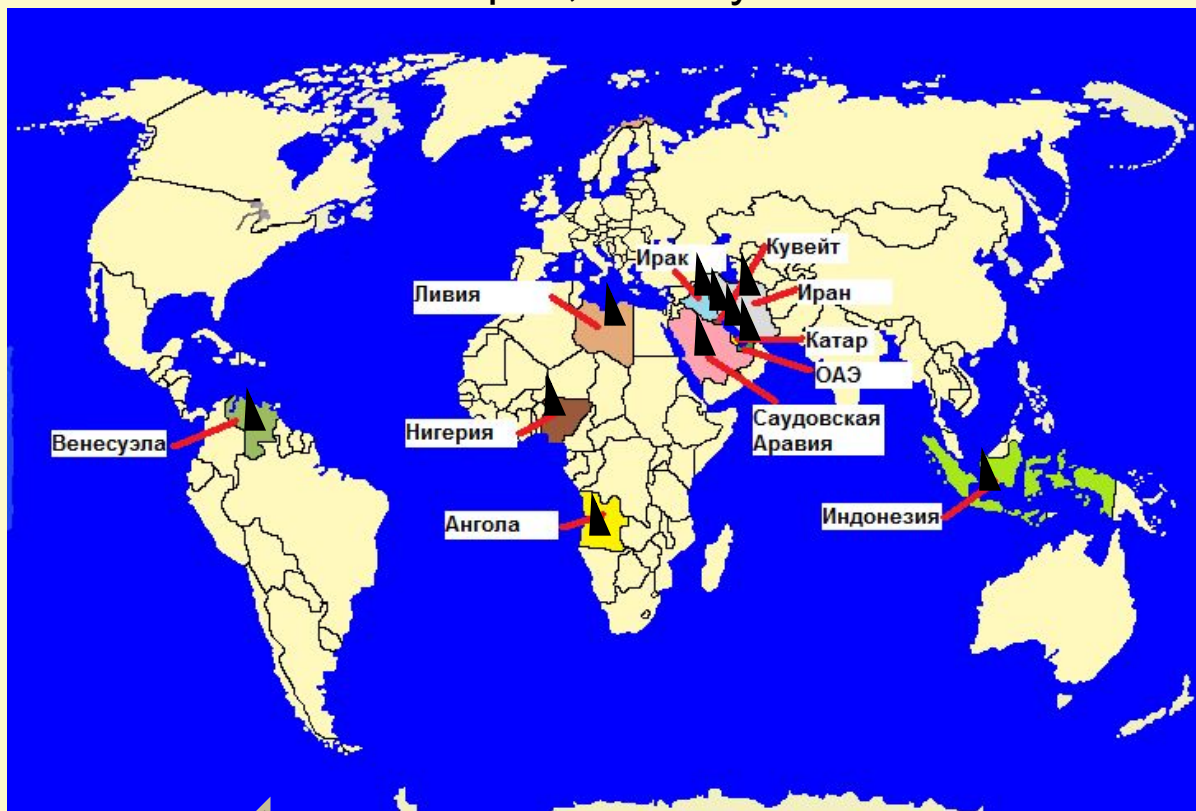 Кувейт
Ирак
Ливия
Иран
Катар
ОАЭ
Саудовская
Аравия
Венесуэла
Нигерия
Ангола
Индонезия